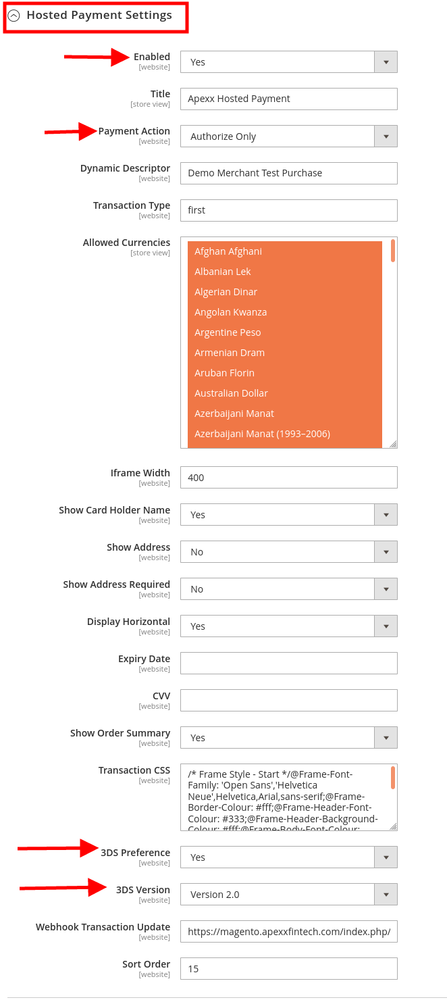 Hosted Payment Settings
Enabled
[website]
Yes
Title
[store view]
Apexx Hosted Payment
Payment Action
[website]
Authorize Only
Dynamic Descriptor
[website]
Demo Merchant Test Purchase
Transaction Type
[website]
first
Allowed Currencies
[store view]
Afghan Afghani
Albanian Lek
Algerian Dinar
Angolan Kwanza
Argentine Peso
Armenian Dram
Aruban Florin
Australian Dollar
Azerbaijani Manat
Azerbaijani Manat (1993–2006)
Iframe Width
[website]
400
Show Card Holder Name
[website]
Yes
Show Address
[website]
No
Show Address Required
[website]
No
Display Horizontal
[website]
Yes
Expiry Date
[website]
CVV
[website]
Show Order Summary
[website]
Yes
Transaction CSS
[website]
/* Frame Style - Start */@Frame-Font-
Family: 'Open Sans','Helvetica
Neue',Helvetica,Arial,sans-serif;@Frame-
Border-Colour: #fff;@Frame-Header-Font-
Colour: #333;@Frame-Header-Background-
Colour: #fff;@Frame-Body-Font-Colour:
3DS Preference
[website]
Yes
3DS Version
[website]
Version 2.0
Webhook Transaction Update
[website]
https://magento.apexxfintech.com/index.php/
Sort Order
[website]
15